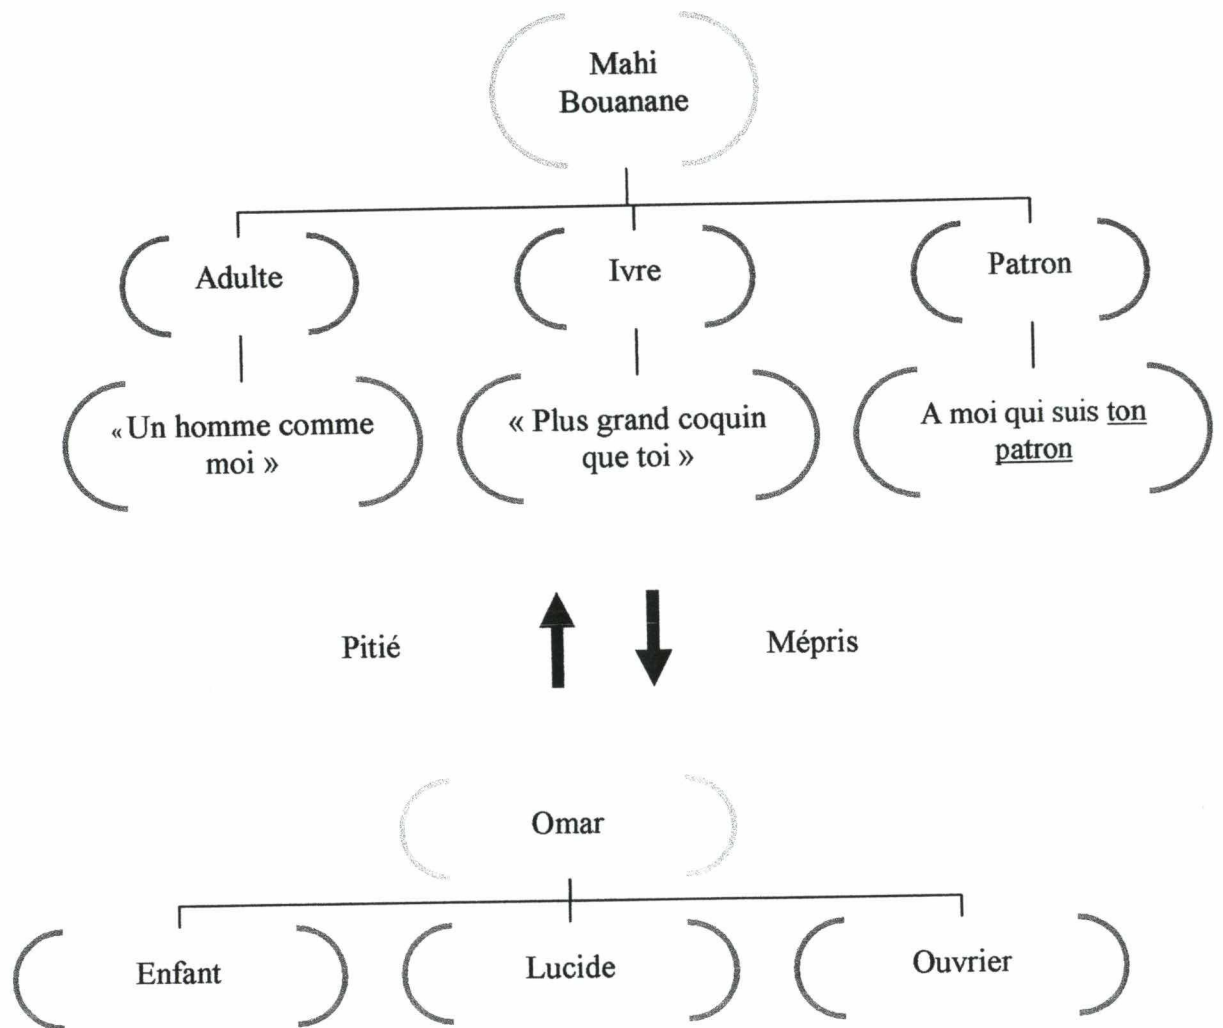 Mahi
Bouanane
Adulte
Ivre
Patron
« Un homme comme
moi »
« Plus grand coquin
que toi »
A moi qui suis ton
patron
Pitié
Mépris
Omar
Enfant
Lucide
Ouvrier